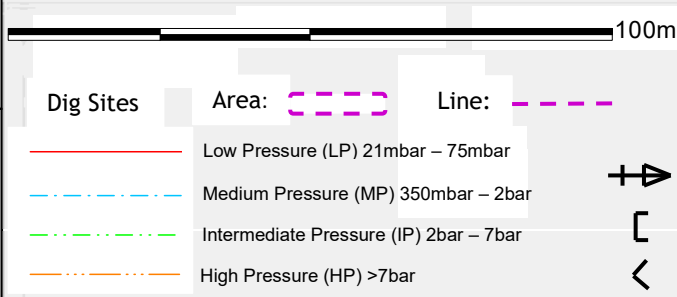 100m
Dig Sites Area: Line:
Low Pressure (LP) 21mbar – 75mbar
Medium Pressure (MP) 350mbar – 2bar
Intermediate Pressure (IP) 2bar – 7bar
High Pressure (HP) >7bar